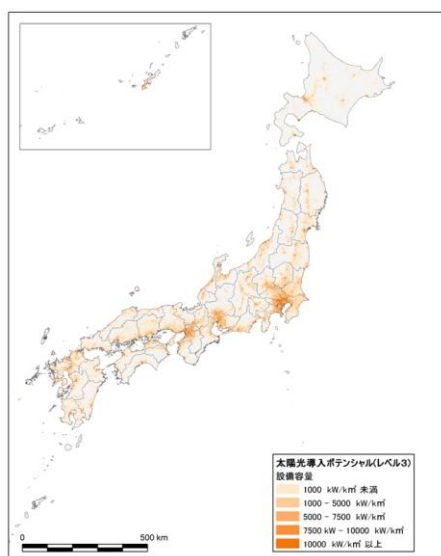 太陽光導入ポテンシャル(レベル3)
設備容量
1000 kW/k㎡ 未満
1000 - 5000 kW/k㎡
5000 - 7500 kW/k㎡
7500 kW - 10000 kW/k㎡
10000 kW/k㎡ 以上
0 500 km